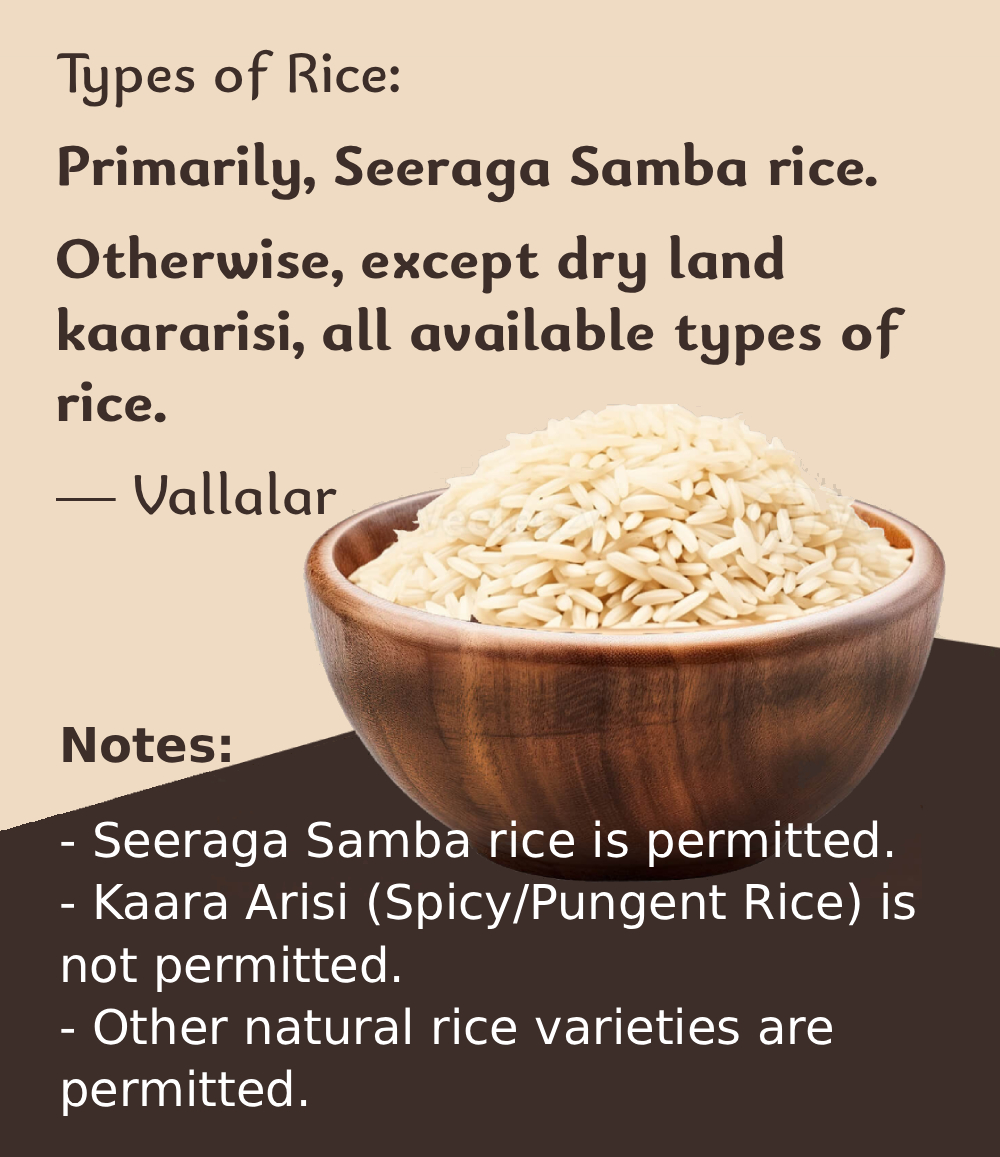 Types of Rice:
Primarily, Seeraga Samba rice.
Otherwise, except dry land
kaararisi, all available types of
rice.
— Vallalar
Notes:
- Seeraga Samba rice is permitted.
- Kaara Arisi (Spicy/Pungent Rice) is
not permitted.
- Other natural rice varieties are
permitted.